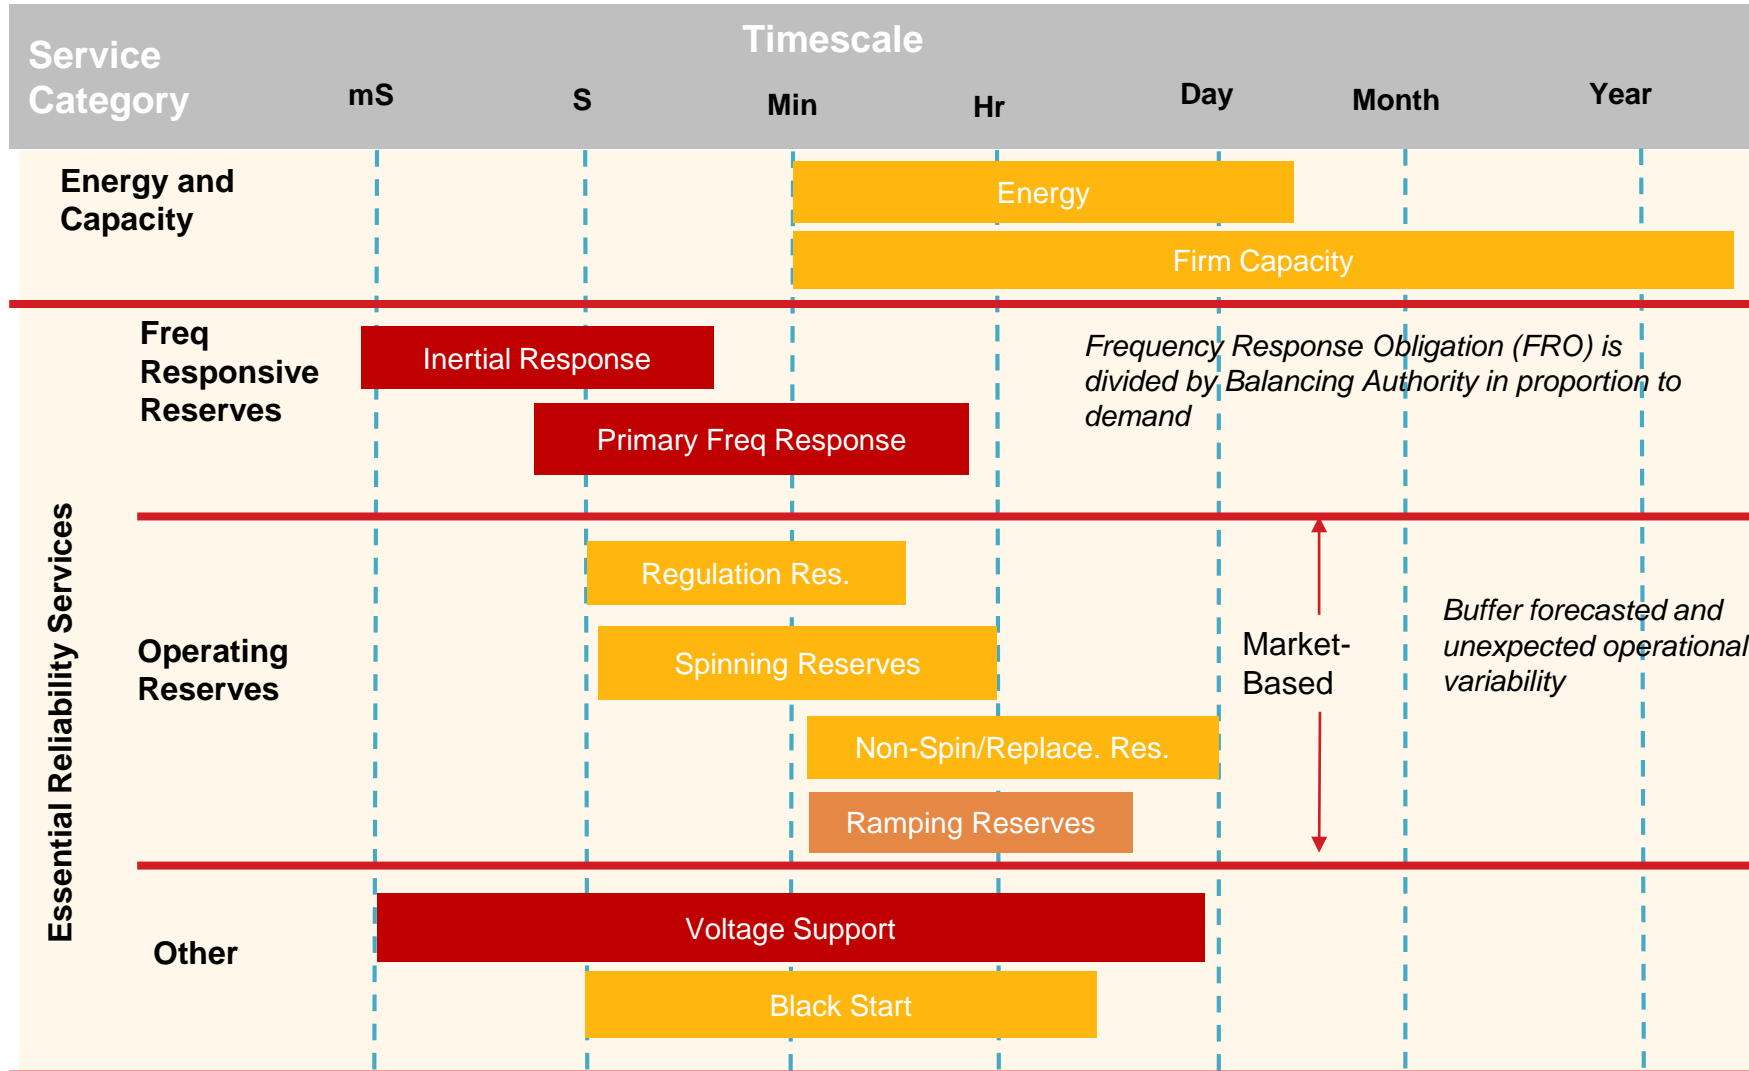 Service
Category
Timescale
mS
S
Min
Hr
Day
Month
Year
Energy and
Capacity
Energy
Firm Capacity
Essential Reliability Services
Freq
Responsive
Reserves
Inertial Response
Primary Freq Response
Frequency Response Obligation (FRO) is
divided by Balancing Authority in proportion to
demand
Operating
Reserves
Regulation Res.
Spinning Reserves
Non-Spin/Replace. Res.
Ramping Reserves
Market-
Based
Buffer forecasted and
unexpected operational
variability
Other
Voltage Support
Black Start